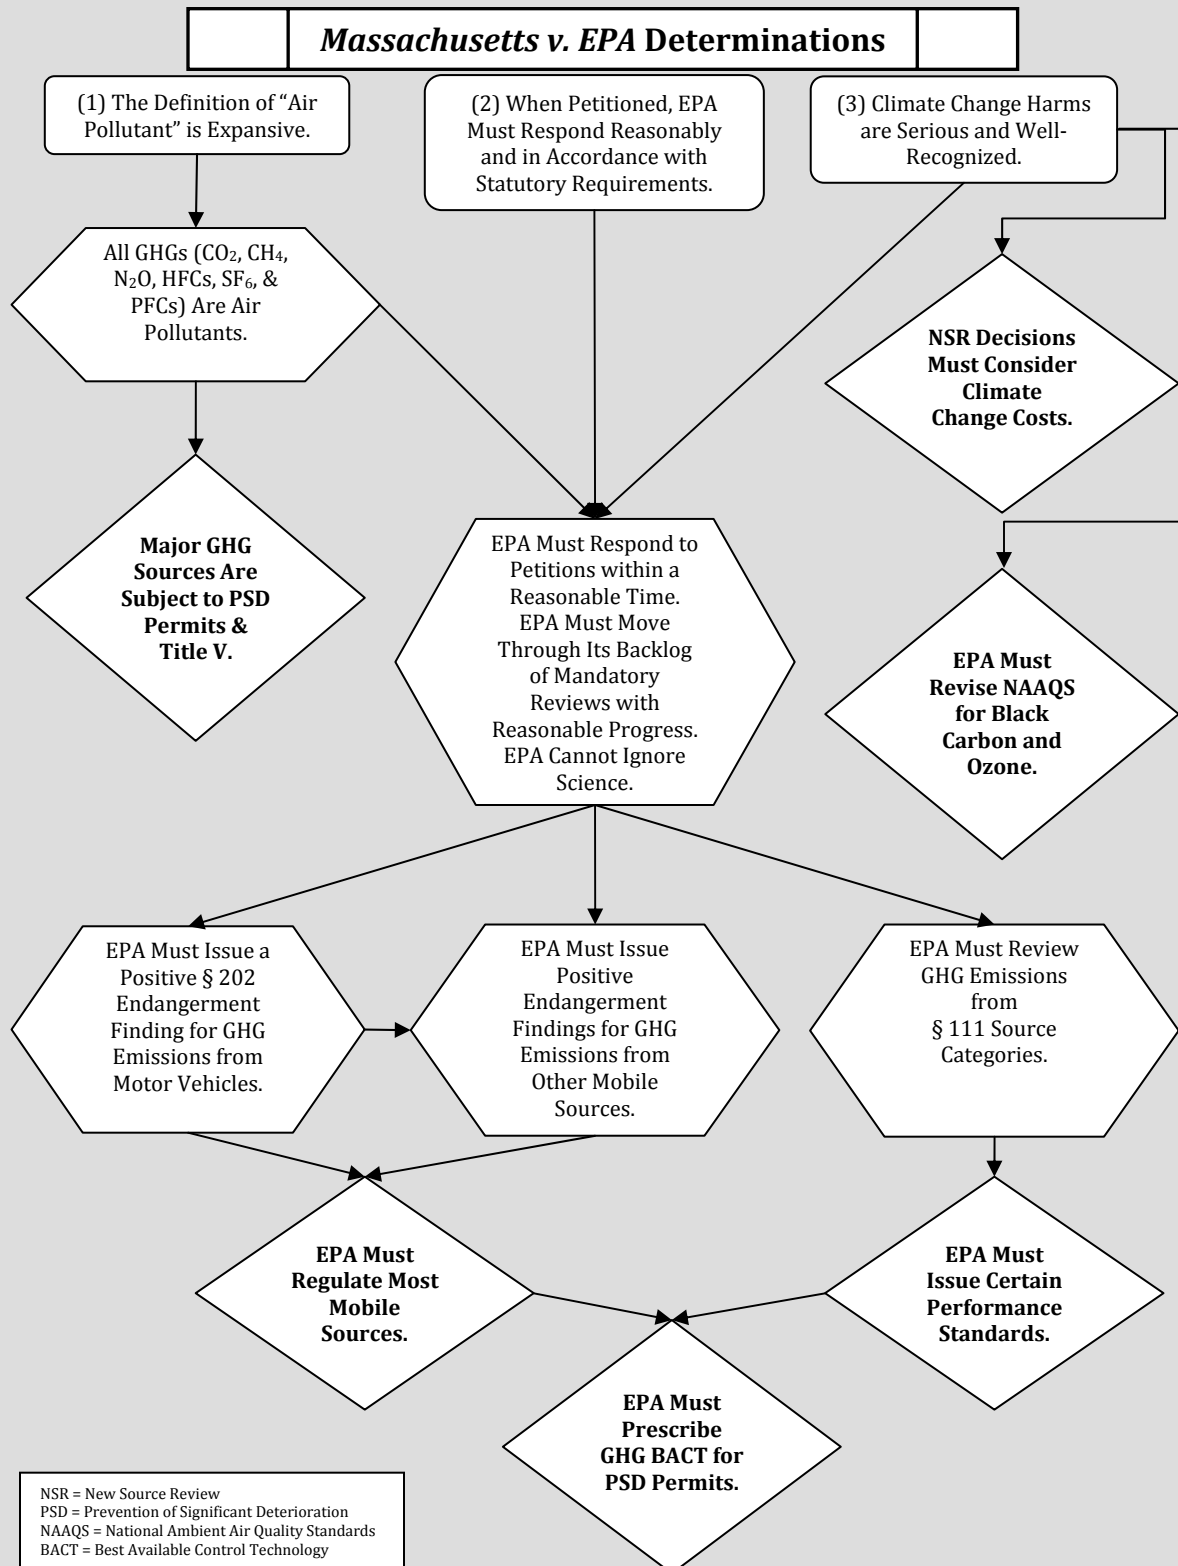 Massachusetts v. EPA Determinations
(1) The Definition of “Air
Pollutant” is Expansive.
(2) When Petitioned, EPA
Must Respond Reasonably
and in Accordance with
Statutory Requirements.
(3) Climate Change Harms
are Serious and Well-
Recognized.
All GHGs (CO₂, CH₄,
N₂O, HFCs, SF₆, &
PFCs) Are Air
Pollutants.
NSR Decisions
Must Consider
Climate
Change Costs.
Major GHG
Sources Are
Subject to PSD
Permits &
Title V.
EPA Must Respond to
Petitions within a
Reasonable Time.
EPA Must Move
Through Its Backlog
of Mandatory
Reviews with
Reasonable Progress.
EPA Cannot Ignore
Science.
EPA Must
Revise NAAQS
for Black
Carbon and
Ozone.
EPA Must Issue a
Positive § 202
Endangerment
Finding for GHG
Emissions from
Motor Vehicles.
EPA Must Issue
Positive
Endangerment
Findings for GHG
Emissions from
Other Mobile
Sources.
EPA Must Review
GHG Emissions
from
§ 111 Source
Categories.
EPA Must
Regulate Most
Mobile
Sources.
EPA Must
Issue Certain
Performance
Standards.
EPA Must
Prescribe
GHG BACT for
PSD Permits.
NSR = New Source Review
PSD = Prevention of Significant Deterioration
NAAQS = National Ambient Air Quality Standards
BACT = Best Available Control Technology